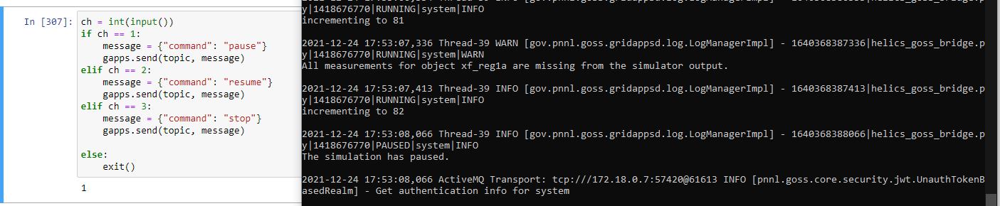 In [307]:
ch = int(input())
if ch == 1:
    message = {"command": "pause"}
    gapps.send(topic, message)
elif ch == 2:
    message = {"command": "resume"}
    gapps.send(topic, message)
elif ch == 3:
    message = {"command": "stop"}
    gapps.send(topic, message)
else:
    exit()
1
y|1418676770|RUNNING|system|INFO
incrementing to 81
2021-12-24 17:53:07,336 Thread-39 WARN [gov.pnnl.goss.gridappsd.log.LogManagerImpl] - 1640368387336|helics_goss_bridge.p
y|1418676770|RUNNING|system|WARN
All measurements for object xf_reg1a are missing from the simulator output.
2021-12-24 17:53:07,413 Thread-39 INFO [gov.pnnl.goss.gridappsd.log.LogManagerImpl] - 1640368387413|helics_goss_bridge.p
y|1418676770|RUNNING|system|INFO
incrementing to 82
2021-12-24 17:53:08,066 Thread-39 INFO [gov.pnnl.goss.gridappsd.log.LogManagerImpl] - 1640368388066|helics_goss_bridge.p
y|1418676770|PAUSED|system|INFO
The simulation has paused.
2021-12-24 17:53:08,066 ActiveMQ Transport: tcp:///172.18.0.7:57420@61613 INFO [pnnl.goss.core.security.jwt.UnauthTokenB
asedRealm] - Get authentication info for system